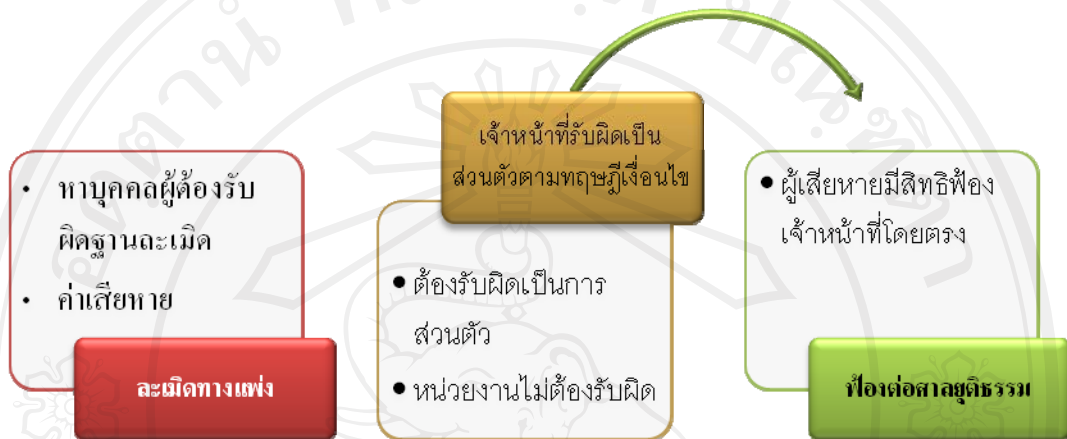 • หาบุคคลผู้ต้องรับ
ผิดฐานละเมิด
• ค่าเสียหาย
ละเมิดทางแพ่ง
เจ้าหน้าที่รับผิดเป็น
ส่วนตัวตามทฤษฎีเงื่อนไข
• ต้องรับผิดเป็นการ
ส่วนตัว
• หน่วยงานไม่ต้องรับผิด
• ผู้เสียหายมีสิทธิฟ้อง
เจ้าหน้าที่โดยตรง
ฟ้องต่อศาลยุติธรรม